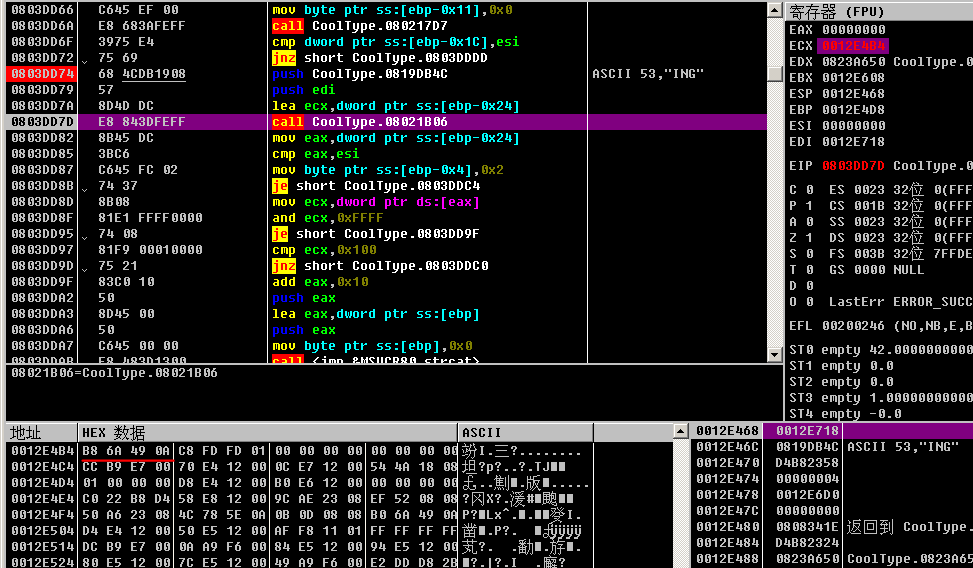 0803DD66 C645 EF 00 mov byte ptr ss:[ebp-0x11],0x0
0803DD6A E8 683AFEFF call CoolType.080217D7
0803DD6F 3975 E4 cmp dword ptr ss:[ebp-0x1C],esi
0803DD72 75 69 jnz short CoolType.0803DDDD
0803DD74 68 4CDB1908 push CoolType.0819DB4C ASCII 53,"ING"
0803DD79 57 push edi
0803DD7A 8D4D DC lea ecx,dword ptr ss:[ebp-0x24]
0803DD7D E8 843DFEFF call CoolType.08021B06
0803DD82 8B45 DC mov eax,dword ptr ss:[ebp-0x24]
0803DD85 3BC6 cmp eax,esi
0803DD87 C645 FC 02 mov byte ptr ss:[ebp-0x4],0x2
0803DD8B 74 37 je short CoolType.0803DDC4
0803DD8D 8B08 mov ecx,dword ptr ds:[eax]
0803DD8F 81E1 FFFF0000 and ecx,0xFFFF
0803DD95 74 08 je short CoolType.0803DD9F
0803DD97 81F9 00010000 cmp ecx,0x100
0803DD9D 75 21 jnz short CoolType.0803DDC0
0803DD9F 83C0 10 add eax,0x10
0803DDA2 50 push eax
0803DDA3 8D45 00 lea eax,dword ptr ss:[ebp]
0803DDA6 50 push eax
0803DDA7 C645 00 00 mov byte ptr ss:[ebp],0x0
0803DDAB E8 483D1300 call <jmp.&MSVCR80.strcat>
08021B06=CoolType.08021B06
寄存器 (FPU)
EAX 00000000
ECX 0012E4B4
EDX 0823A650 CoolType.0
EBX 0012E608
ESP 0012E468
EBP 0012E4D8
ESI 00000000
EDI 0012E718
EIP 0803DD7D CoolType.0
C 0 ES 0023 32位 0(FFF
P 1 CS 001B 32位 0(FFF
A 0 SS 0023 32位 0(FFF
Z 1 DS 0023 32位 0(FFF
S 0 FS 003B 32位 7FFDE
T 0 GS 0000 NULL
D 0
O 0 LastErr ERROR_SUCC
EFL 00200246 (NO,NB,E,B
ST0 empty 42.0000000000
ST1 empty 0.0
ST2 empty 0.0
ST3 empty 1.0000000000
ST4 empty -0.0
地址 HEX 数据 ASCII
0012E4B4 B8 6A 49 0A C8 FD FD 01 00 00 00 00 00 00 00 00
0012E4C4 CC B9 E7 00 70 E4 12 00 0C E7 12 00 54 4A 18 08
0012E4D4 01 00 00 00 D8 E4 12 00 B0 E6 12 00 00 00 00 00
0012E4E4 C0 22 B8 D4 58 E8 12 00 9C AE 23 08 EF 52 08 08
0012E4F4 50 A6 23 08 4C 78 5E 0A 0B 0D 08 08 B0 6A 49 0A
0012E504 D4 E4 12 00 50 E5 12 00 AF F8 11 01 FF FF FF FF
0012E514 DC B9 E7 00 0A A9 F6 00 84 E5 12 00 94 E5 12 00
0012E524 80 E5 12 00 7C E5 12 00 49 A9 F6 00 E2 DD D8 2B
0012E468 0012E718
0012E46C 0819DB4C ASCII 53,"ING"
0012E470 D4B82358
0012E474 00000004
0012E478 0012E6D0
0012E47C 00000000
0012E480 0808341E 返回到 CoolType.
0012E484 D4B82324
0012E488 0823A650 CoolType.0823A65